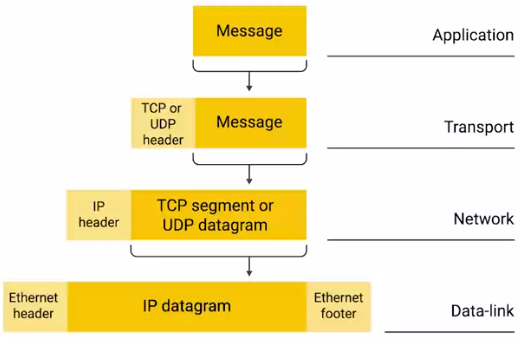 Message
Application
TCP or
UDP
header
Message
Transport
IP
header
TCP segment or
UDP datagram
Network
Ethernet
header
IP datagram
Ethernet
footer
Data-link